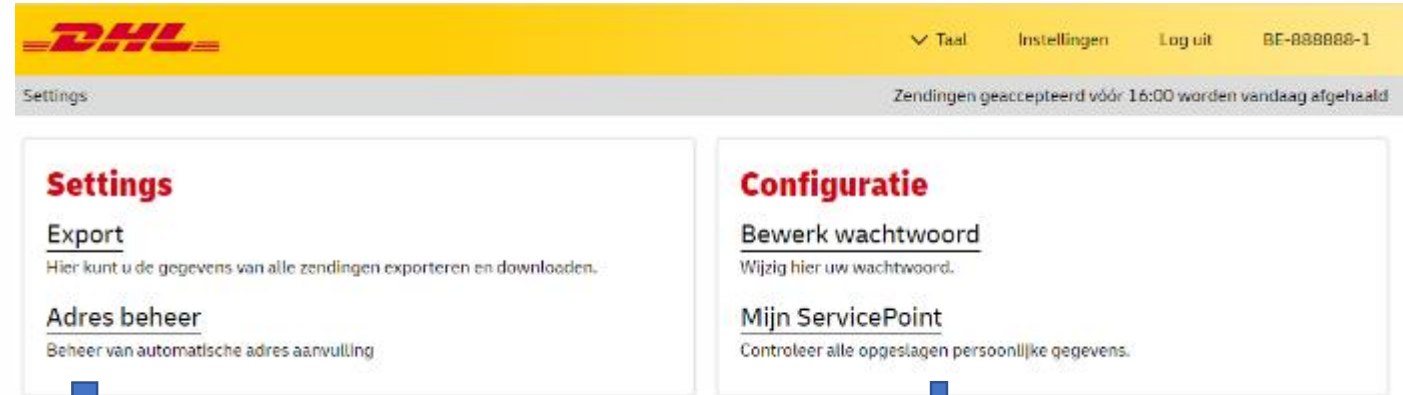 DHL
Taal Instellingen Log uit BE-888888-1
Settings Zendingen geaccepteerd vóór 16:00 worden vandaag afgehaald
Settings
Export
Hier kunt u de gegevens van alle zendingen exporteren en downloaden.
Adres beheer
Beheer van automatische adres aanvulling
Configuratie
Bewerk wachtwoord
Wijzig hier uw wachtwoord.
Mijn ServicePoint
Controleer alle opgeslagen persoonlijke gegevens.